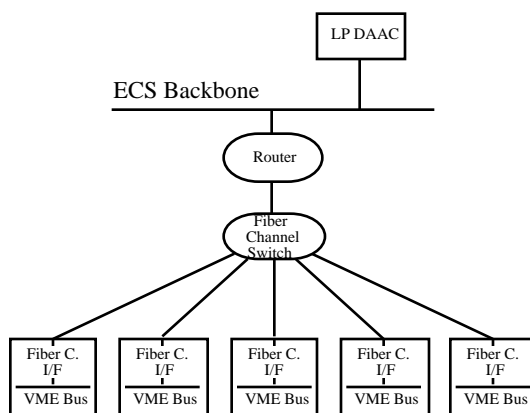 LP DAAC
ECS Backbone
Router
Fiber
Channel
Switch
Fiber C.
I/F
VME Bus
Fiber C.
I/F
VME Bus
Fiber C.
I/F
VME Bus
Fiber C.
I/F
VME Bus
Fiber C.
I/F
VME Bus